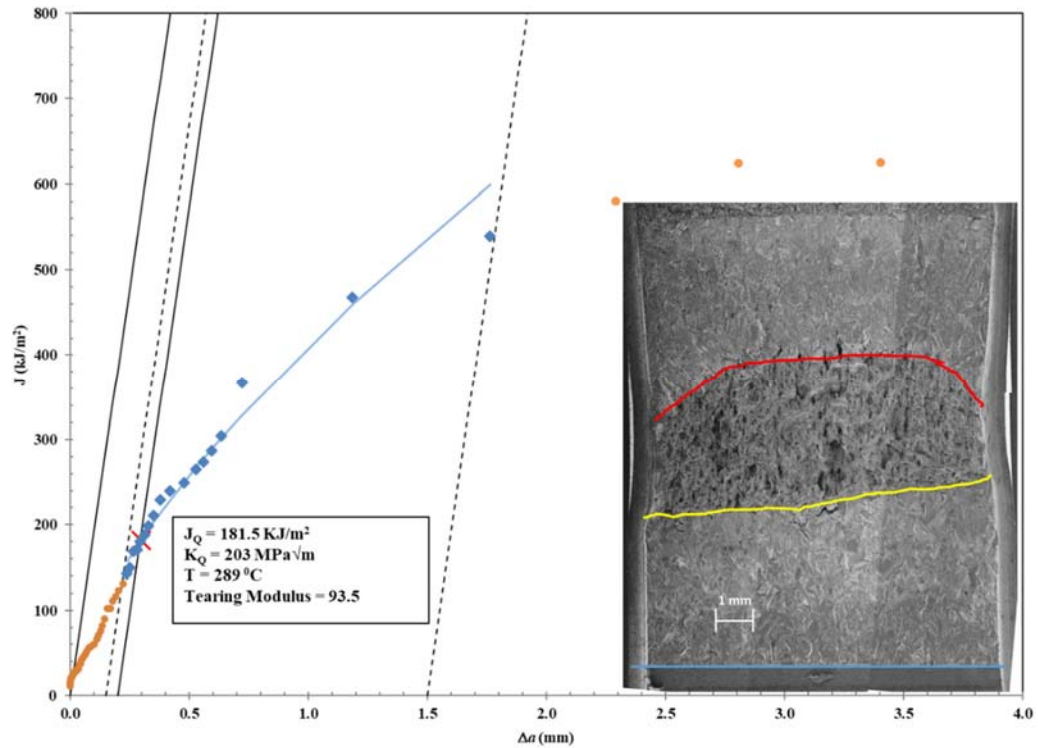 800
700
600
500
400
300
200
100
0
J (kJ/m²)
J_Q = 181.5 KJ/m²
K_Q = 203 MPa√m
T = 289 ⁰C
Tearing Modulus = 93.5
1 mm
0.0 0.5 1.0 1.5 2.0 2.5 3.0 3.5 4.0
Δa (mm)